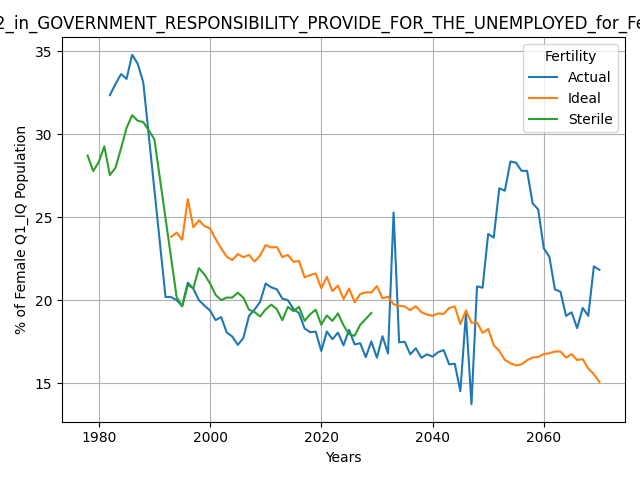 2_in_GOVERNMENT_RESPONSIBILITY_PROVIDE_FOR_THE_UNEMPLOYED_for_Fe
Fertility
Actual
Ideal
Sterile
% of Female Q1_IQ Population
35
30
25
20
15
1980
2000
2020
2040
2060
Years